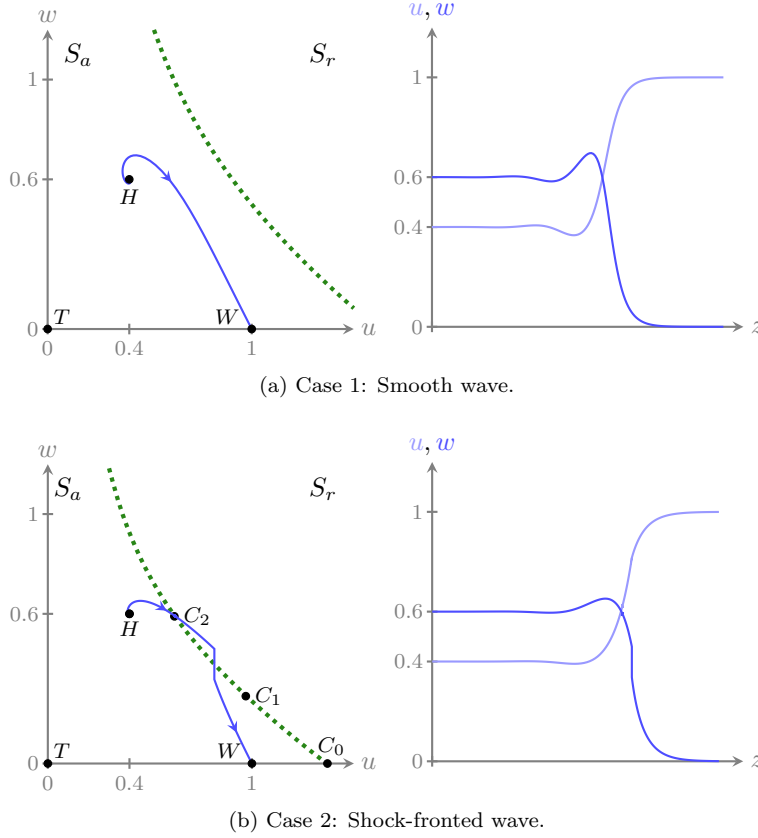 w
u, w
S_a
S_r
1
1
0.6
0.6
H
0.4
T
W
0
u
0
z
0
0.4
1
(a) Case 1: Smooth wave.
w
u, w
S_a
S_r
1
1
0.6
C_2
0.6
H
0.4
C_1
T
W
C_0
0
u
0
z
0
0.4
1
(b) Case 2: Shock-fronted wave.